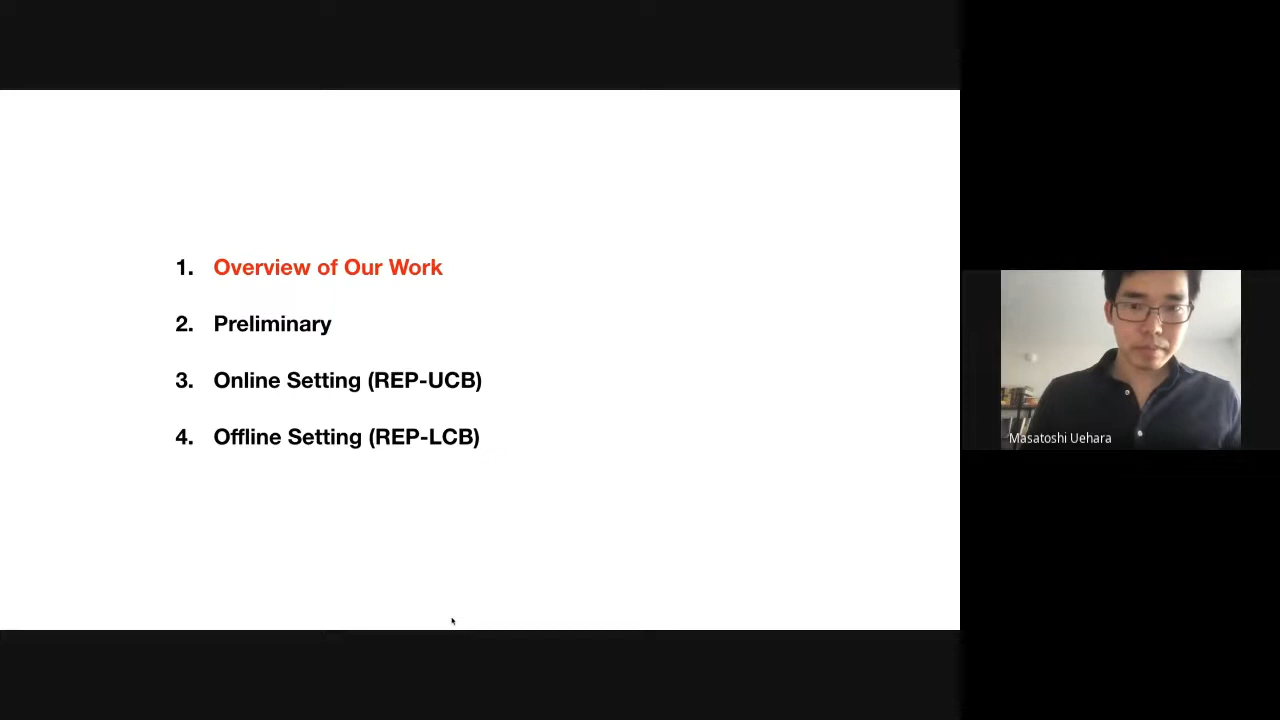 1. Overview of Our Work
2. Preliminary
3. Online Setting (REP-UCB)
4. Offline Setting (REP-LCB)
Masatoshi Uehara